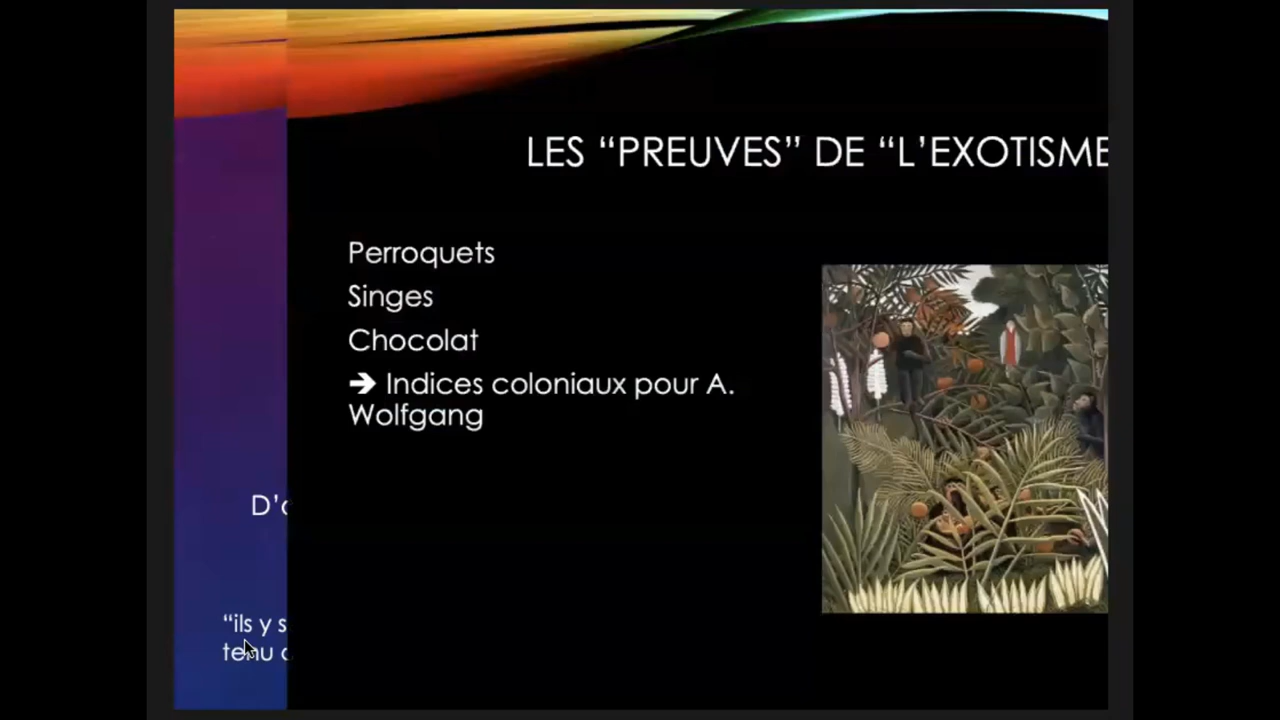 LES “PREUVES” DE “L’EXOTISME
Perroquets
Singes
Chocolat
➔ Indices coloniaux pour A.
Wolfgang
D’
“ils y s
tenu